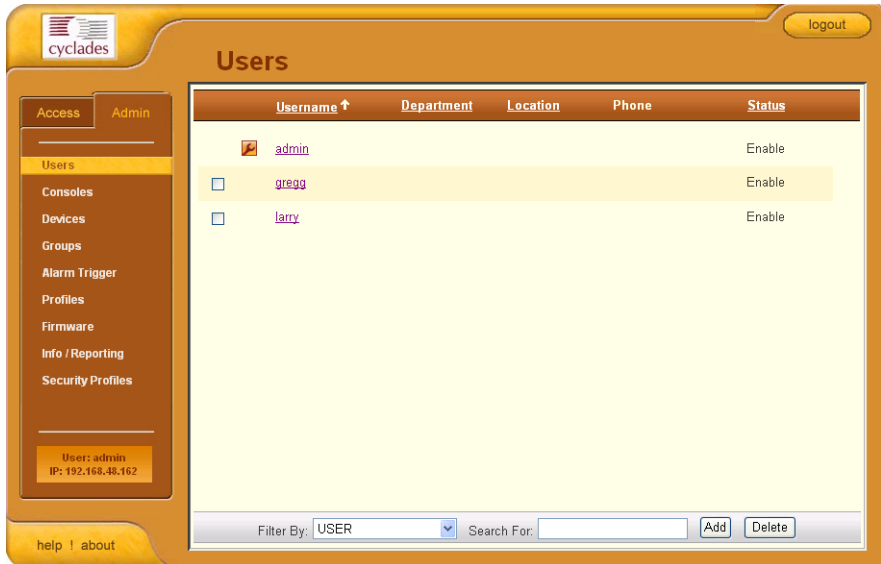 cyclades
logout
Users
Access Admin
Users
Consoles
Devices
Groups
Alarm Trigger
Profiles
Firmware
Info / Reporting
Security Profiles
User: admin
IP: 192.168.48.162
help ! about
Username Department Location Phone Status
admin Enable
gregg Enable
larry Enable
Filter By: USER Search For: Add Delete